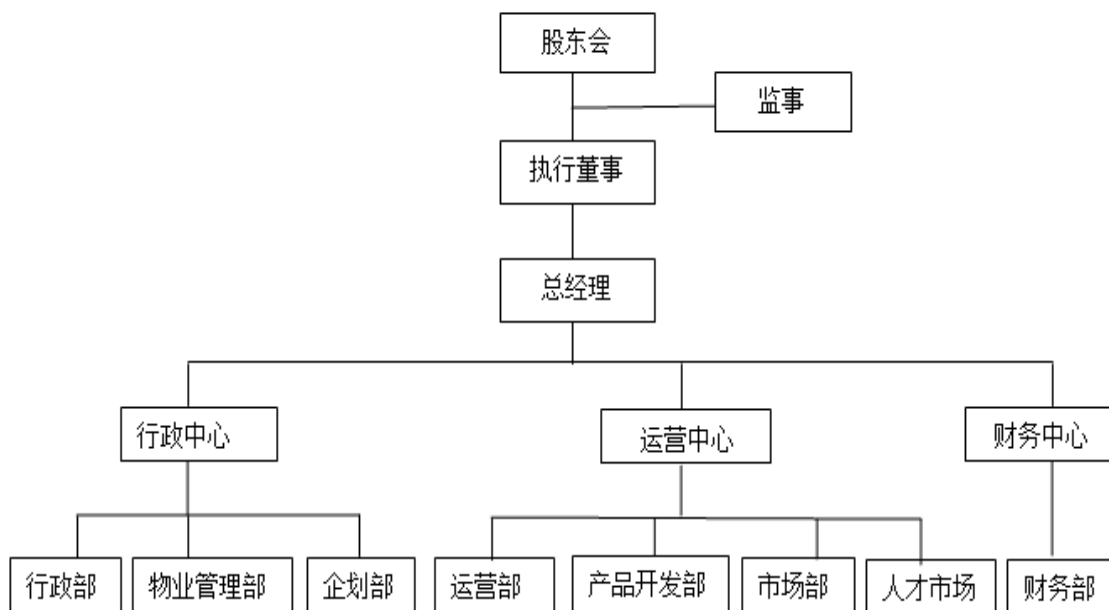 股东会
监事
执行董事
总经理
行政中心
运营中心
财务中心
行政部
物业管理部
企划部
运营部
产品开发部
市场部
人才市场
财务部